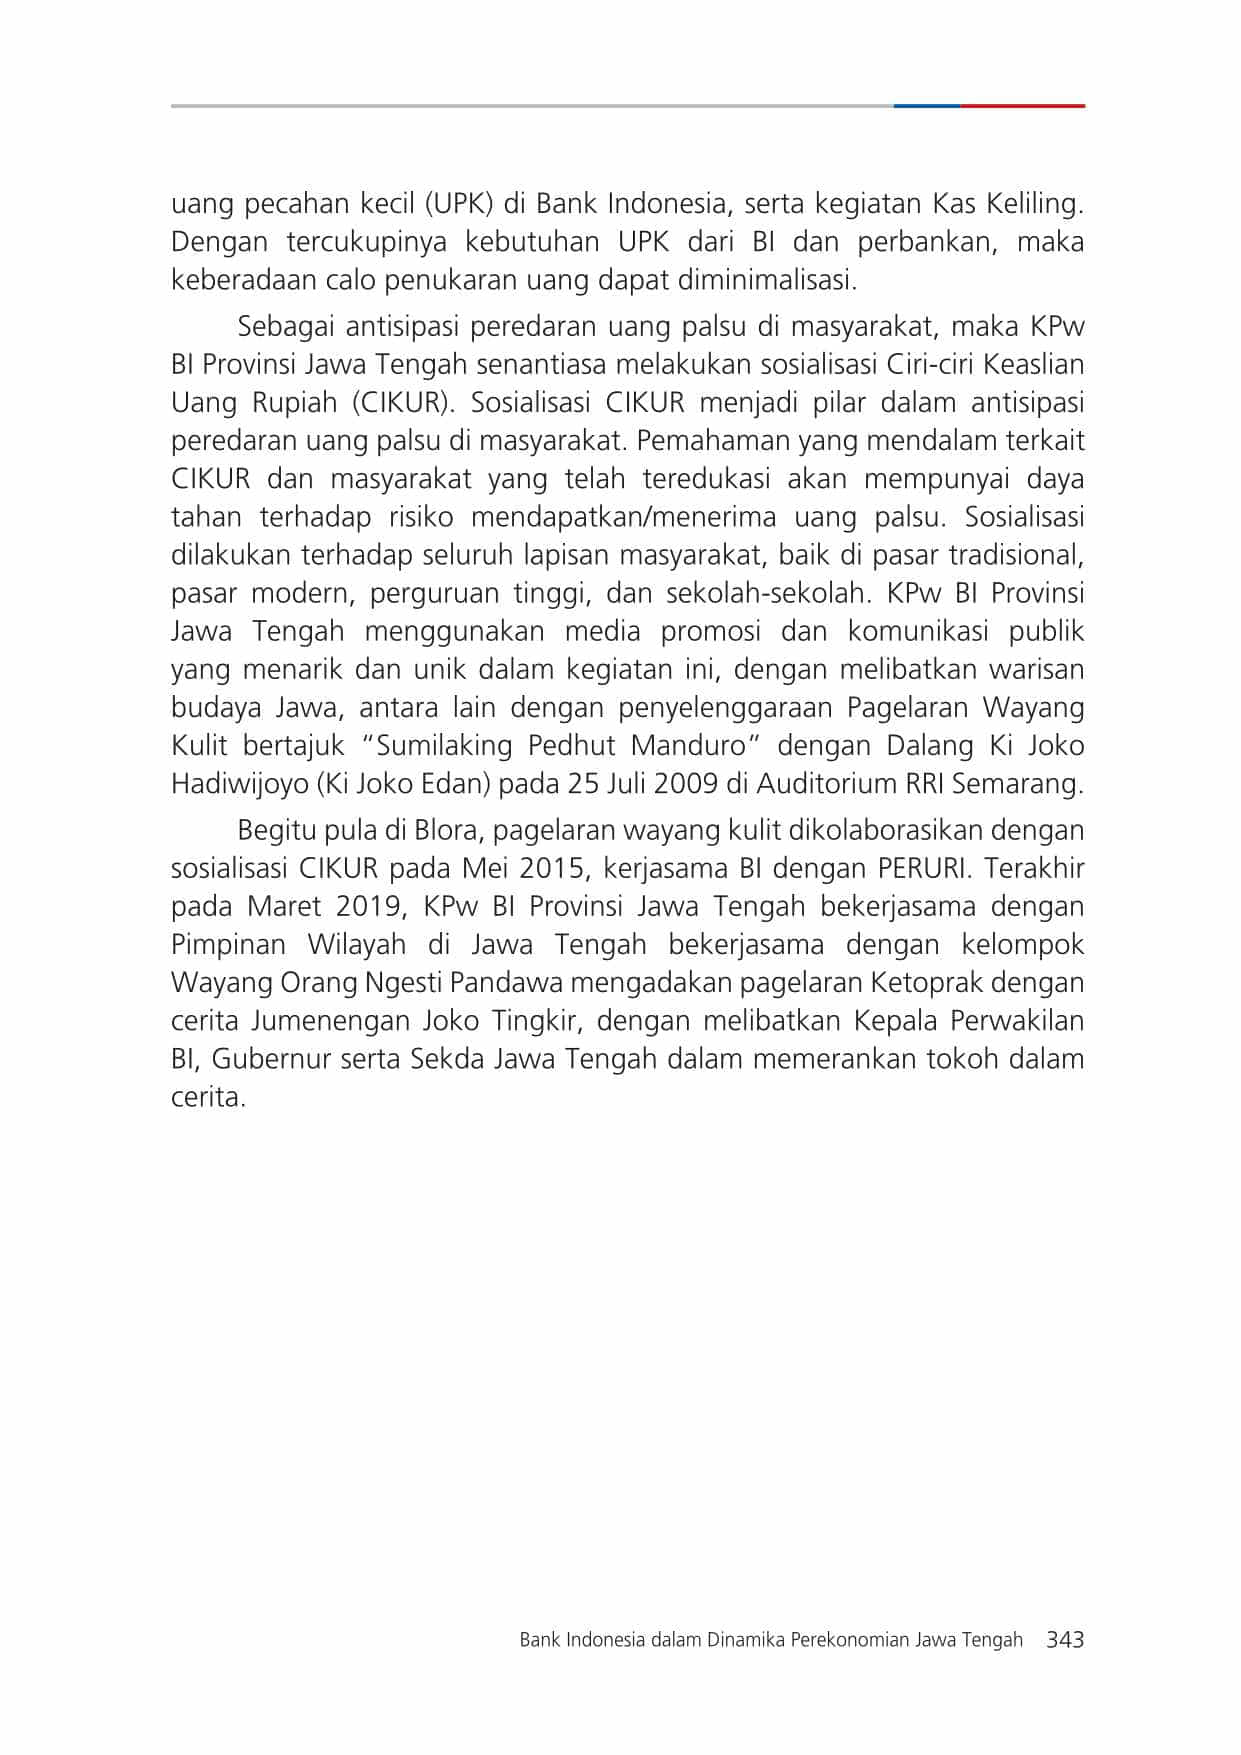 uang pecahan kecil (UPK) di Bank Indonesia, serta kegiatan Kas Keliling.
Dengan tercukupinya kebutuhan UPK dari BI dan perbankan, maka
keberadaan calo penukaran uang dapat diminimalisasi.
Sebagai antisipasi peredaran uang palsu di masyarakat, maka KPw
BI Provinsi Jawa Tengah senantiasa melakukan sosialisasi Ciri-ciri Keaslian
Uang Rupiah (CIKUR). Sosialisasi CIKUR menjadi pilar dalam antisipasi
peredaran uang palsu di masyarakat. Pemahaman yang mendalam terkait
CIKUR dan masyarakat yang telah teredukasi akan mempunyai daya
tahan terhadap risiko mendapatkan/menerima uang palsu. Sosialisasi
dilakukan terhadap seluruh lapisan masyarakat, baik di pasar tradisional,
pasar modern, perguruan tinggi, dan sekolah-sekolah. KPw BI Provinsi
Jawa Tengah menggunakan media promosi dan komunikasi publik
yang menarik dan unik dalam kegiatan ini, dengan melibatkan warisan
budaya Jawa, antara lain dengan penyelenggaraan Pagelaran Wayang
Kulit bertajuk “Sumilaking Pedhut Manduro” dengan Dalang Ki Joko
Hadiwijoyo (Ki Joko Edan) pada 25 Juli 2009 di Auditorium RRI Semarang.
Begitu pula di Blora, pagelaran wayang kulit dikolaborasikan dengan
sosialisasi CIKUR pada Mei 2015, kerjasama BI dengan PERURI. Terakhir
pada Maret 2019, KPw BI Provinsi Jawa Tengah bekerjasama dengan
Pimpinan Wilayah di Jawa Tengah bekerjasama dengan kelompok
Wayang Orang Ngesti Pandawa mengadakan pagelaran Ketoprak dengan
cerita Jumenengan Joko Tingkir, dengan melibatkan Kepala Perwakilan
BI, Gubernur serta Sekda Jawa Tengah dalam memerankan tokoh dalam
cerita.
Bank Indonesia dalam Dinamika Perekonomian Jawa Tengah 343